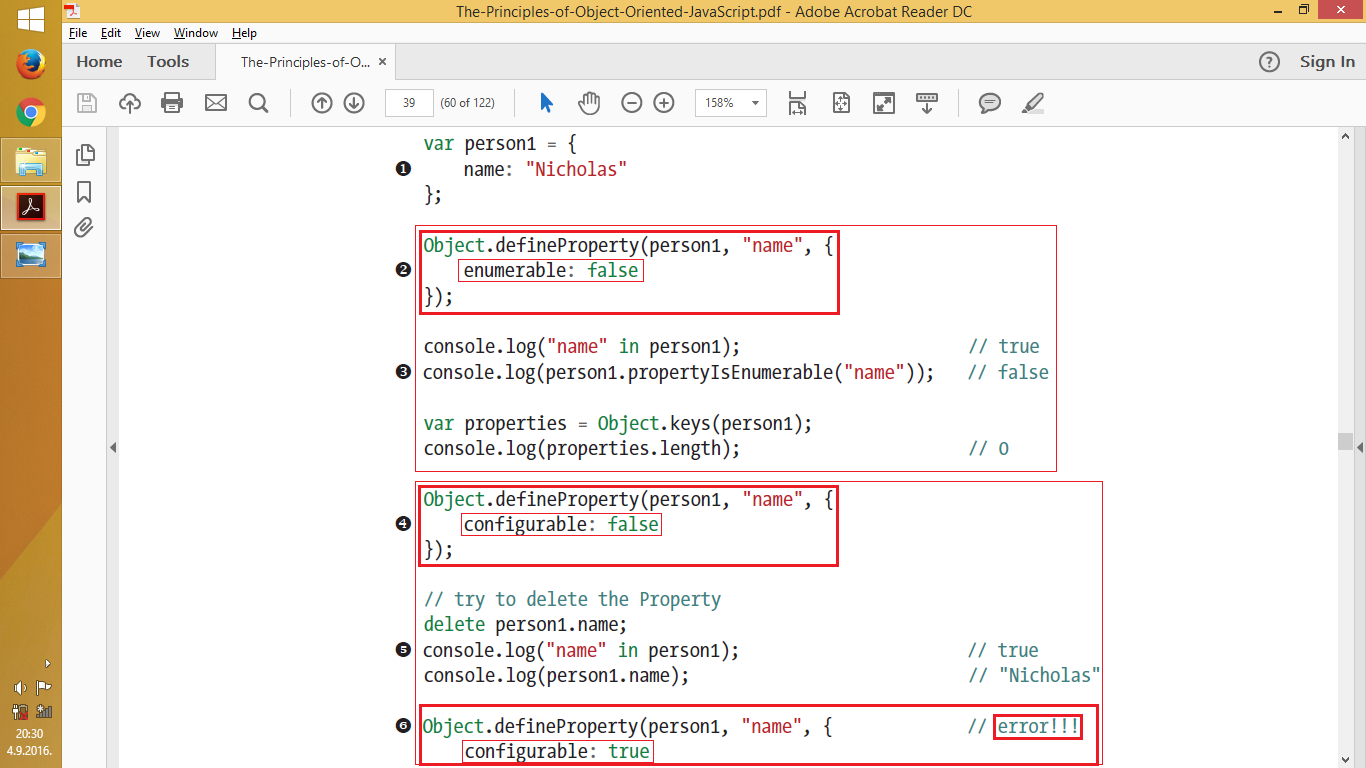 The-Principles-of-Object-Oriented-JavaScript.pdf - Adobe Acrobat Reader DC
File Edit View Window Help
Home Tools The-Principles-of-O... × ? Sign In
39 (60 of 122) 158%
var person1 = {
❶ name: "Nicholas"
};
Object.defineProperty(person1, "name", {
❷ enumerable: false
});
console.log("name" in person1); // true
❸ console.log(person1.propertyIsEnumerable("name")); // false
var properties = Object.keys(person1);
console.log(properties.length); // 0
Object.defineProperty(person1, "name", {
❹ configurable: false
});
// try to delete the Property
delete person1.name;
❺ console.log("name" in person1); // true
console.log(person1.name); // "Nicholas"
❻ Object.defineProperty(person1, "name", { // error!!!
configurable: true
20:30
4.9.2016.